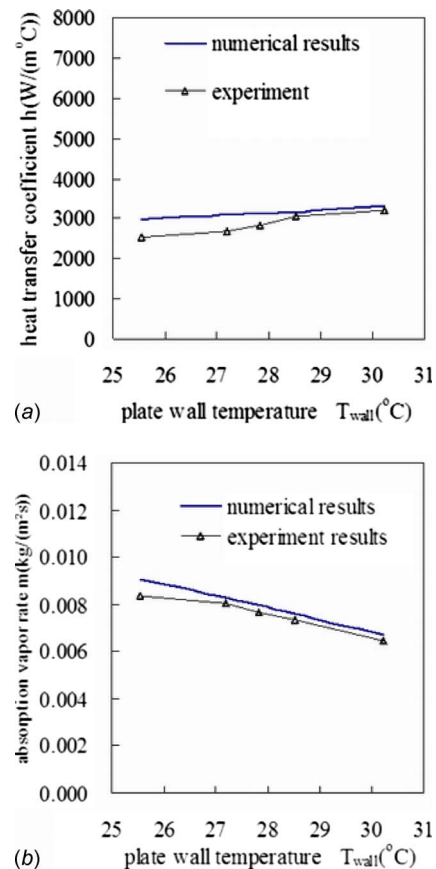 8000
7000
6000
5000
4000
3000
2000
1000
0
heat transfer coefficient h(W/(m°C))
numerical results
experiment
25 26 27 28 29 30 31
(a)
plate wall temperature T_wall(°C)
0.014
0.012
0.010
0.008
0.006
0.004
0.002
0.000
absorption vapor rate m(kg/(m²s))
numerical results
experiment results
25 26 27 28 29 30 31
(b)
plate wall temperature T_wall(°C)